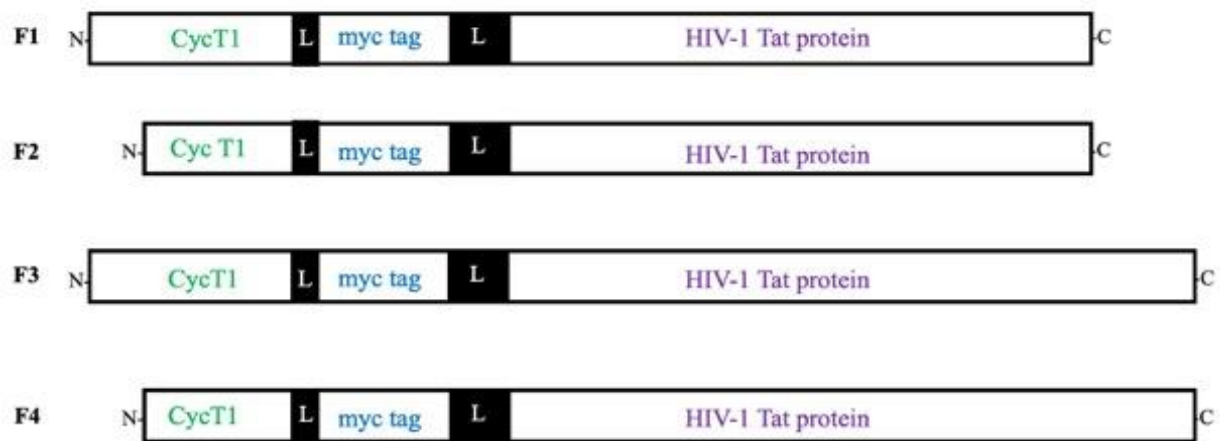 F1 N- CycT1 L myc tag L HIV-1 Tat protein -C
F2 N- Cyc T1 L myc tag L HIV-1 Tat protein -C
F3 N- CycT1 L myc tag L HIV-1 Tat protein -C
F4 N- CycT1 L myc tag L HIV-1 Tat protein -C